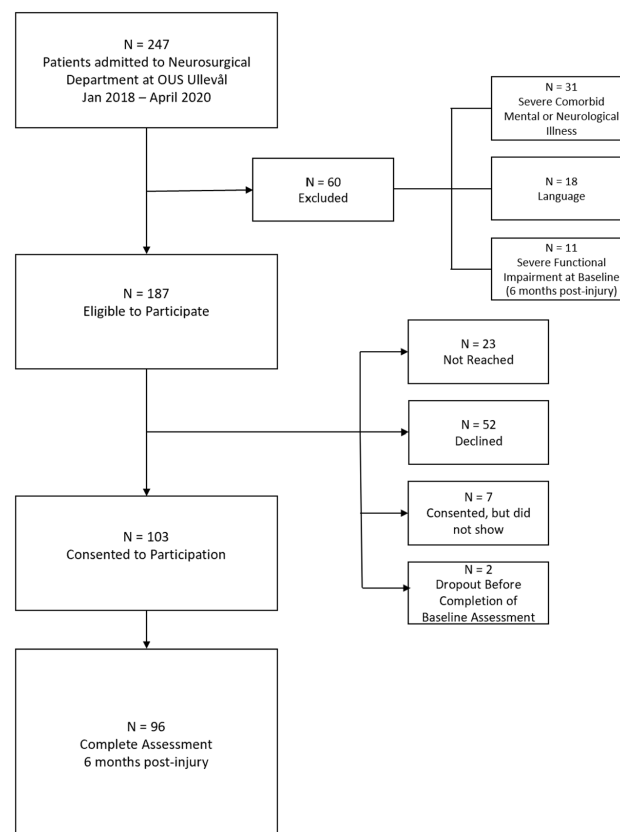 N = 247
Patients admitted to Neurosurgical
Department at OUS Ullevål
Jan 2018 – April 2020
N = 31
Severe Comorbid
Mental or Neurological
Illness
N = 60
Excluded
N = 18
Language
N = 11
Severe Functional
Impairment at Baseline
(6 months post-injury)
N = 187
Eligible to Participate
N = 23
Not Reached
N = 52
Declined
N = 7
Consented, but did
not show
N = 103
Consented to Participation
N = 2
Dropout Before
Completion of
Baseline Assessment
N = 96
Complete Assessment
6 months post-injury